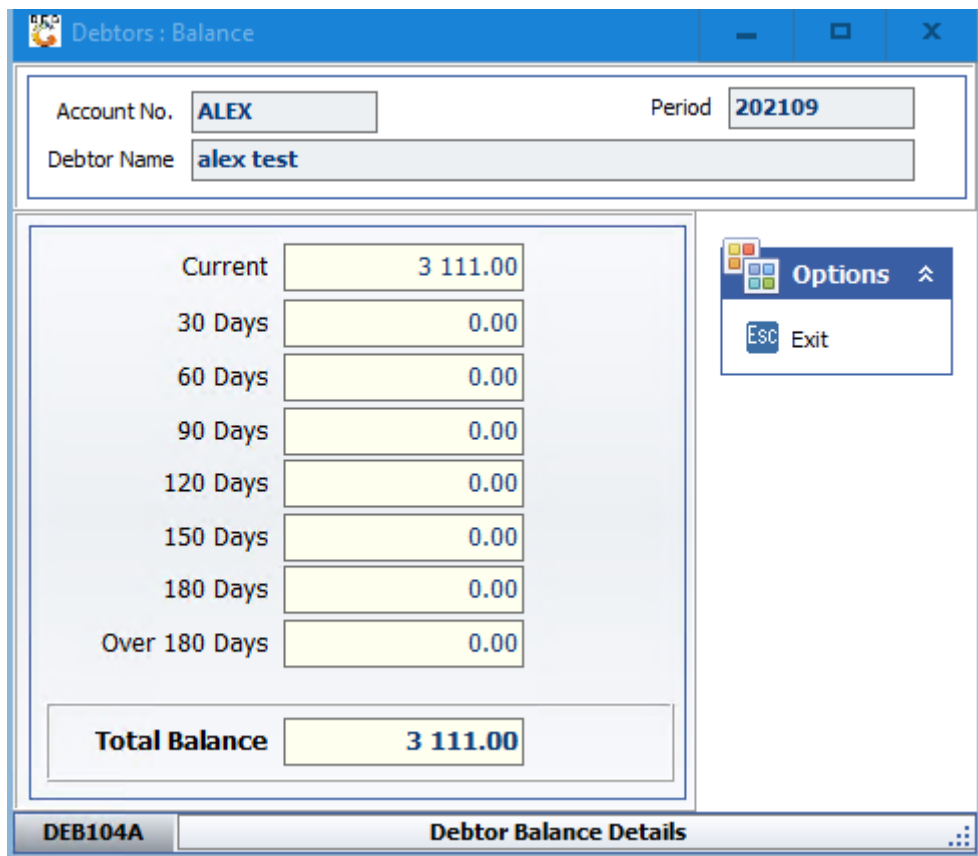 Debtors : Balance
Account No. ALEX Period 202109
Debtor Name alex test
Current 3 111.00
30 Days 0.00
60 Days 0.00
90 Days 0.00
120 Days 0.00
150 Days 0.00
180 Days 0.00
Over 180 Days 0.00
Total Balance 3 111.00
Options
Esc Exit
DEB104A Debtor Balance Details